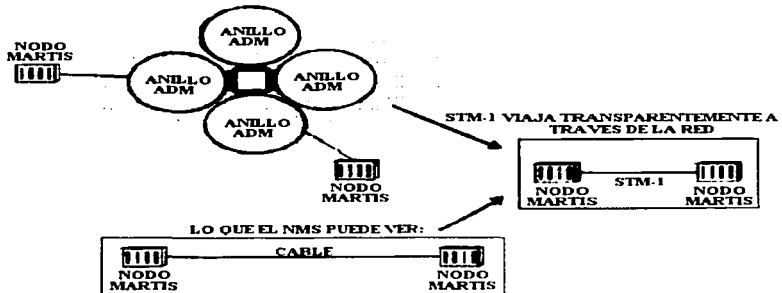 ANILLO
ADM
NODO
MARTIS
ANILLO
ADM
ANILLO
ADM
ANILLO
ADM
NODO
MARTIS
STM-1 VIAJA TRANSPARENTEMENTE A
TRAVES DE LA RED
STM-1
NODO
MARTIS
NODO
MARTIS
LO QUE EL NMS PUEDE VER:
CABLE
NODO
MARTIS
NODO
MARTIS